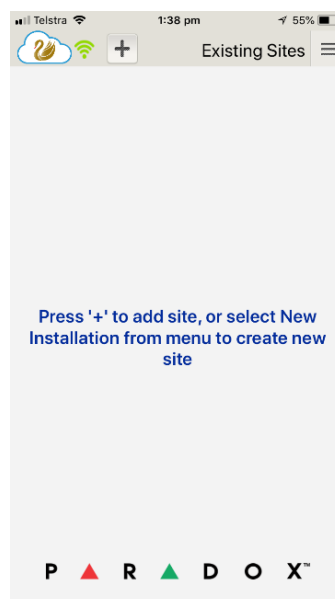 Telstra 1:38 pm 55%
+ Existing Sites
Press '+' to add site, or select New
Installation from menu to create new
site
PARADOX™